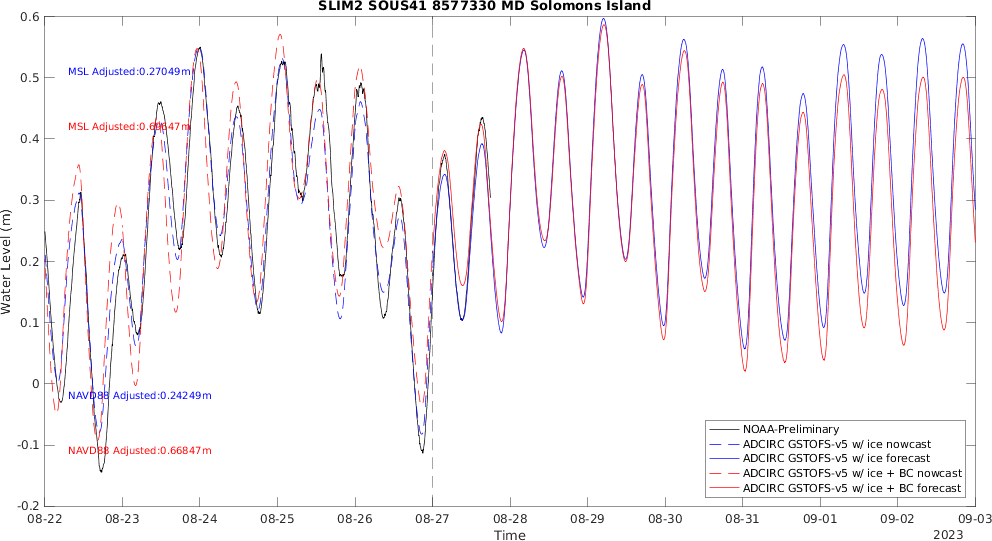 SLIM2 SOUS41 8577330 MD Solomons Island
0.6
0.5
0.4
0.3
0.2
0.1
0
-0.1
-0.2
Water Level (m)
MSL Adjusted:0.27049m
MSL Adjusted:0.69647m
NAVD88 Adjusted:0.24249m
NAVD88 Adjusted:0.66847m
NOAA-Preliminary
ADCIRC GSTOFS-v5 w/ ice nowcast
ADCIRC GSTOFS-v5 w/ ice forecast
ADCIRC GSTOFS-v5 w/ ice + BC nowcast
ADCIRC GSTOFS-v5 w/ ice + BC forecast
08-22 08-23 08-24 08-25 08-26 08-27 08-28 08-29 08-30 08-31 09-01 09-02 09-03
Time
2023